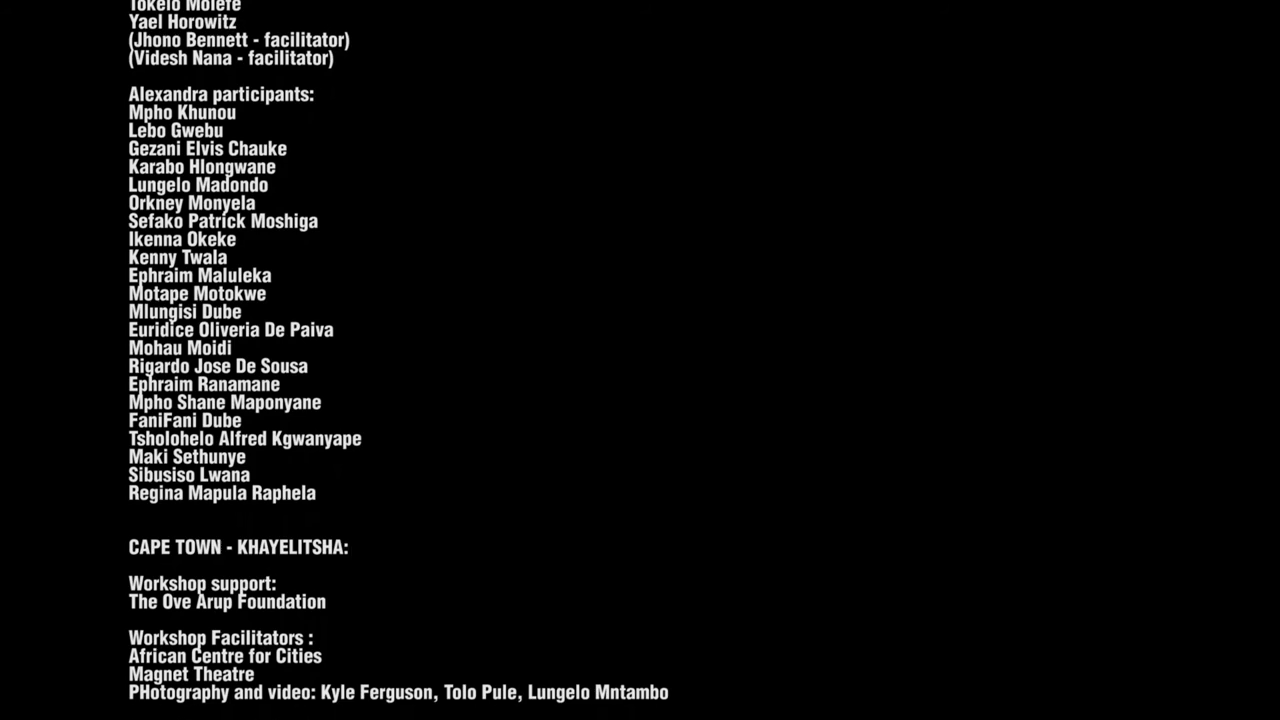 Tokelo Molefe
Yael Horowitz
(Jhono Bennett - facilitator)
(Videsh Nana - facilitator)
Alexandra participants:
Mpho Khunou
Lebo Gwebu
Gezani Elvis Chauke
Karabo Hlongwane
Lungelo Madondo
Orkney Monyela
Sefako Patrick Moshiga
Ikenna Okeke
Kenny Twala
Ephraim Maluleka
Motape Motokwe
Mlungisi Dube
Euridice Oliveria De Paiva
Mohau Moidi
Rigardo Jose De Sousa
Ephraim Ranamane
Mpho Shane Maponyane
FaniFani Dube
Tsholohelo Alfred Kgwanyape
Maki Sethunye
Sibusiso Lwana
Regina Mapula Raphela
CAPE TOWN - KHAYELITSHA:
Workshop support:
The Ove Arup Foundation
Workshop Facilitators :
African Centre for Cities
Magnet Theatre
PHotography and video: Kyle Ferguson, Tolo Pule, Lungelo Mntambo